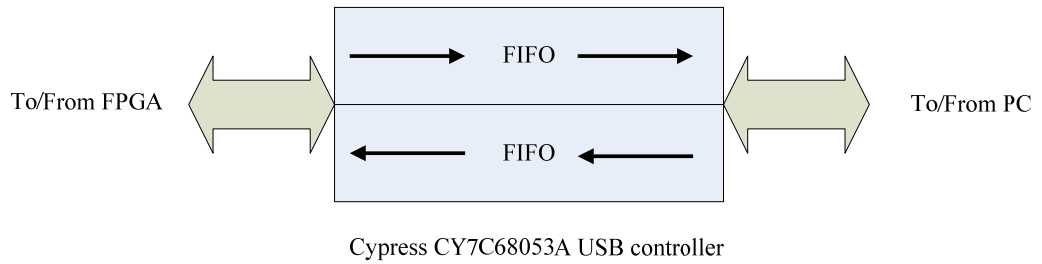 FIFO
To/From FPGA
To/From PC
FIFO
Cypress CY7C68053A USB controller